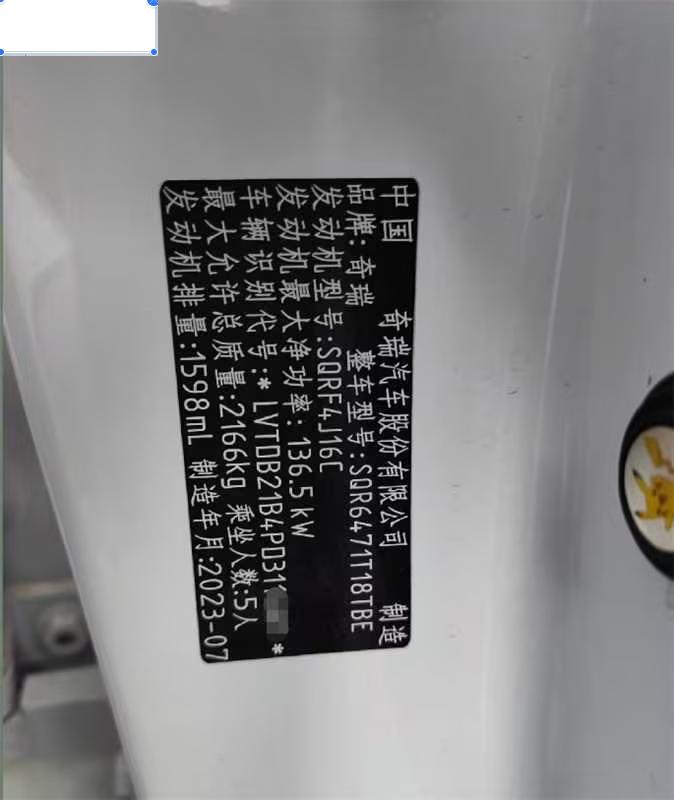 中国 奇瑞汽车股份有限公司 制造
品牌:奇瑞 整车型号:SQR6471T18TBE
发动机型号:SQRF4J16C
发动机最大净功率:136.5 kW
车辆识别代号:* LVTDB21B4PD31 *
最大允许总质量:2166kg 乘坐人数:5人
发动机排量:1598mL 制造年月:2023-07